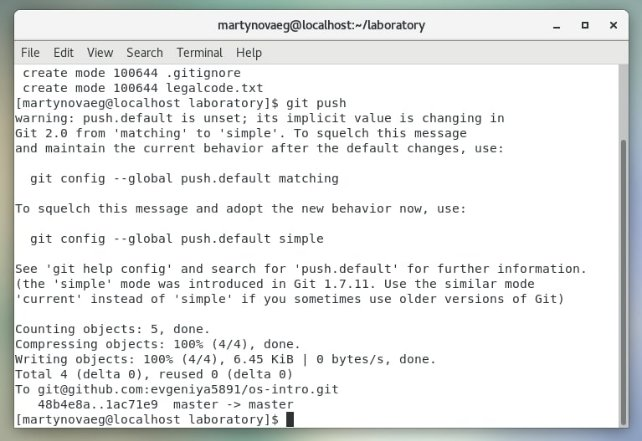 martynovaeg@localhost:~/laboratory
File Edit View Search Terminal Help
create mode 100644 .gitignore
create mode 100644 legalcode.txt
[martynovaeg@localhost laboratory]$ git push
warning: push.default is unset; its implicit value is changing in
Git 2.0 from 'matching' to 'simple'. To squelch this message
and maintain the current behavior after the default changes, use:
git config --global push.default matching
To squelch this message and adopt the new behavior now, use:
git config --global push.default simple
See 'git help config' and search for 'push.default' for further information.
(the 'simple' mode was introduced in Git 1.7.11. Use the similar mode
'current' instead of 'simple' if you sometimes use older versions of Git)
Counting objects: 5, done.
Compressing objects: 100% (4/4), done.
Writing objects: 100% (4/4), 6.45 KiB | 0 bytes/s, done.
Total 4 (delta 0), reused 0 (delta 0)
To git@github.com:evgeniya5891/os-intro.git
48b4e8a..1ac71e9 master -> master
[martynovaeg@localhost laboratory]$